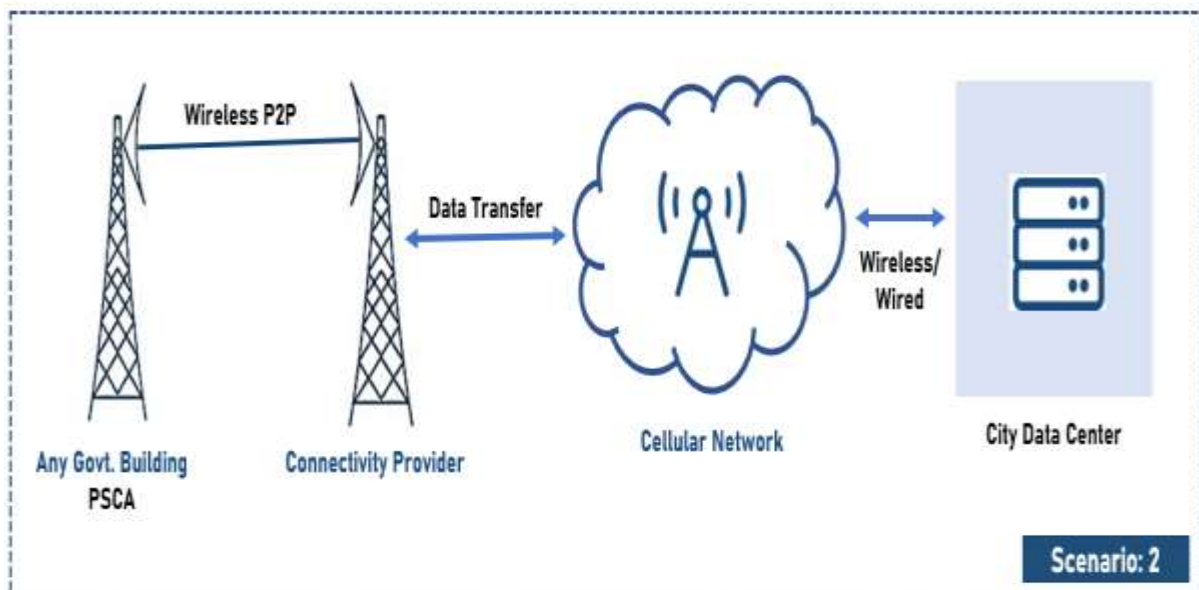 Wireless P2P
Data Transfer
Wireless/
Wired
Any Govt. Building
PSCA
Connectivity Provider
Cellular Network
City Data Center
Scenario: 2